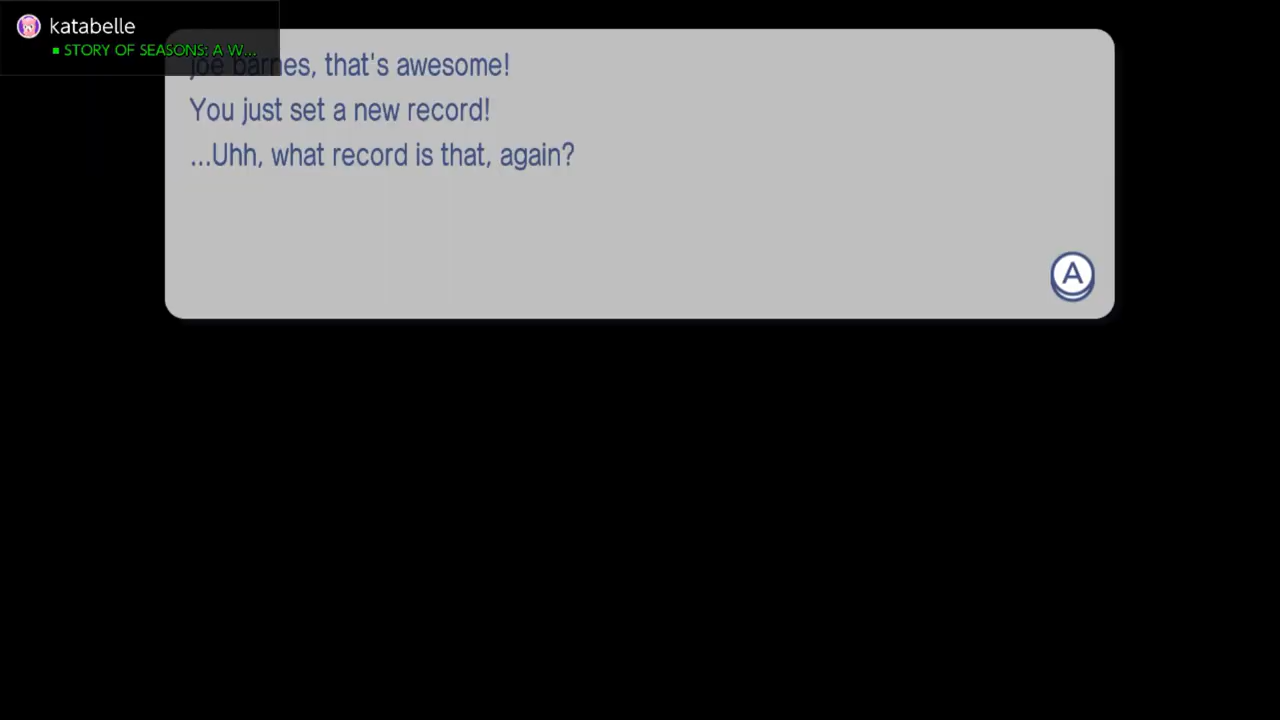 katabelle
STORY OF SEASONS: A W...
joe barnes, that's awesome!
You just set a new record!
...Uhh, what record is that, again?
A